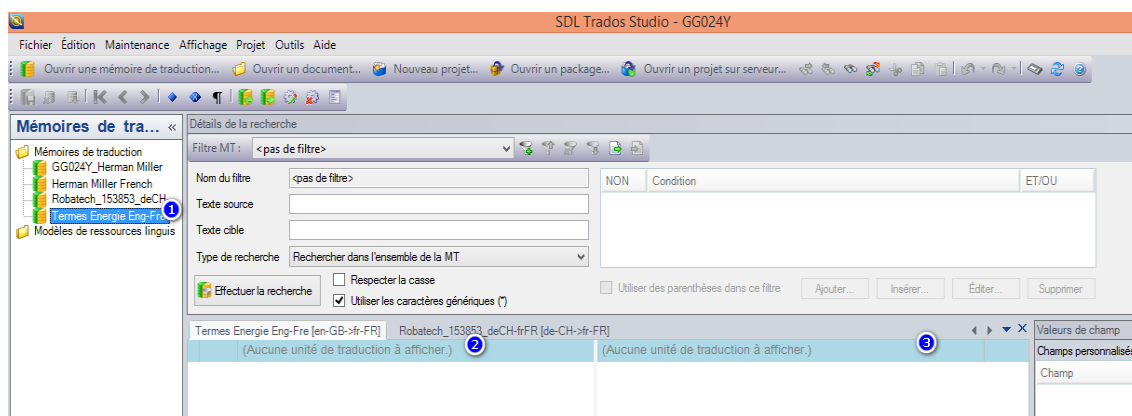 SDL Trados Studio - GG024Y
Fichier Édition Maintenance Affichage Projet Outils Aide
Ouvrir une mémoire de traduction... Ouvrir un document... Nouveau projet... Ouvrir un package... Ouvrir un projet sur serveur...
Mémoires de tra... «
Mémoires de traduction
GG024Y_Herman Miller
Herman Miller French
Robatech_153853_deCH
Termes Energie Eng-Fre
1
Modèles de ressources linguis
Détails de la recherche
Filtre MT : <pas de filtre>
Nom du filtre <pas de filtre>
Texte source
Texte cible
Type de recherche Rechercher dans l'ensemble de la MT
Effectuer la recherche
Respecter la casse
Utiliser les caractères génériques (*)
NON Condition ET/OU
Utiliser des parenthèses dans ce filtre Ajouter... Insérer... Éditer... Supprimer
Termes Energie Eng-Fre [en-GB->fr-FR] Robatech_153853_deCH-frFR [de-CH->fr-FR]
(Aucune unité de traduction à afficher.) 2 (Aucune unité de traduction à afficher.) 3
Valeurs de champ
Champs personnalisés
Champ